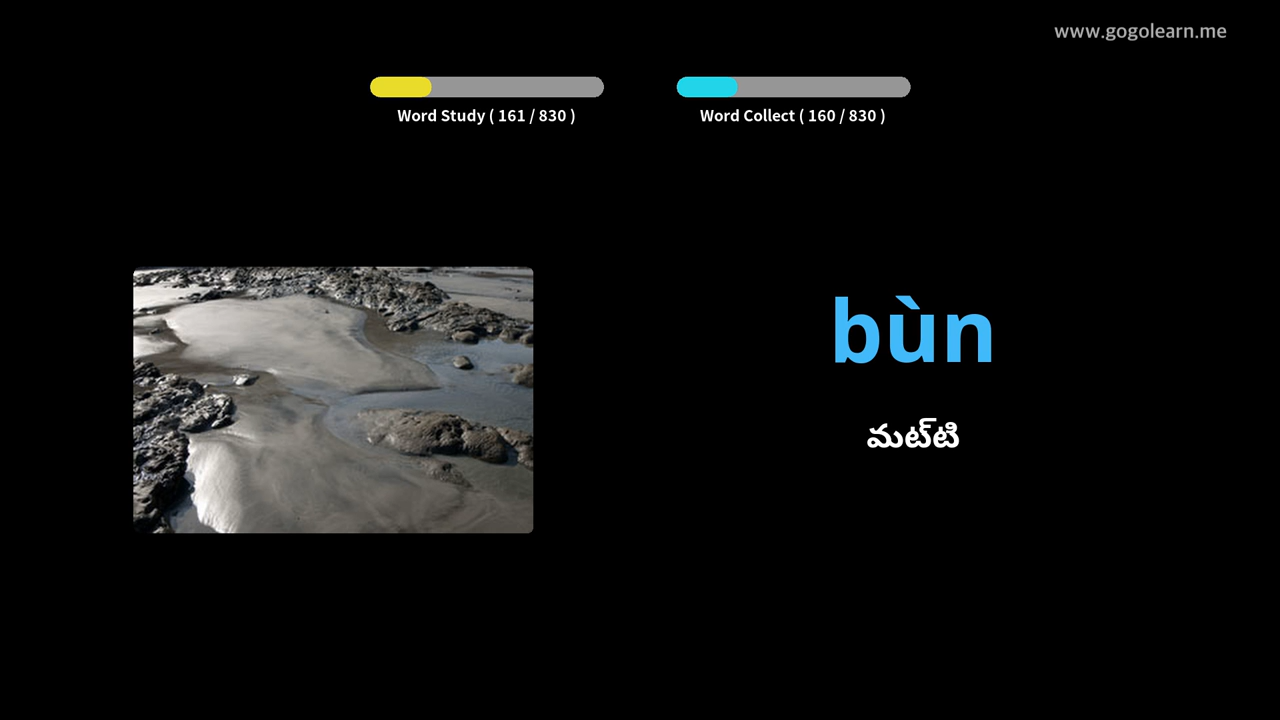 www.gogolearn.me
Word Study ( 161 / 830 )
Word Collect ( 160 / 830 )
bùn
మట్‌టి